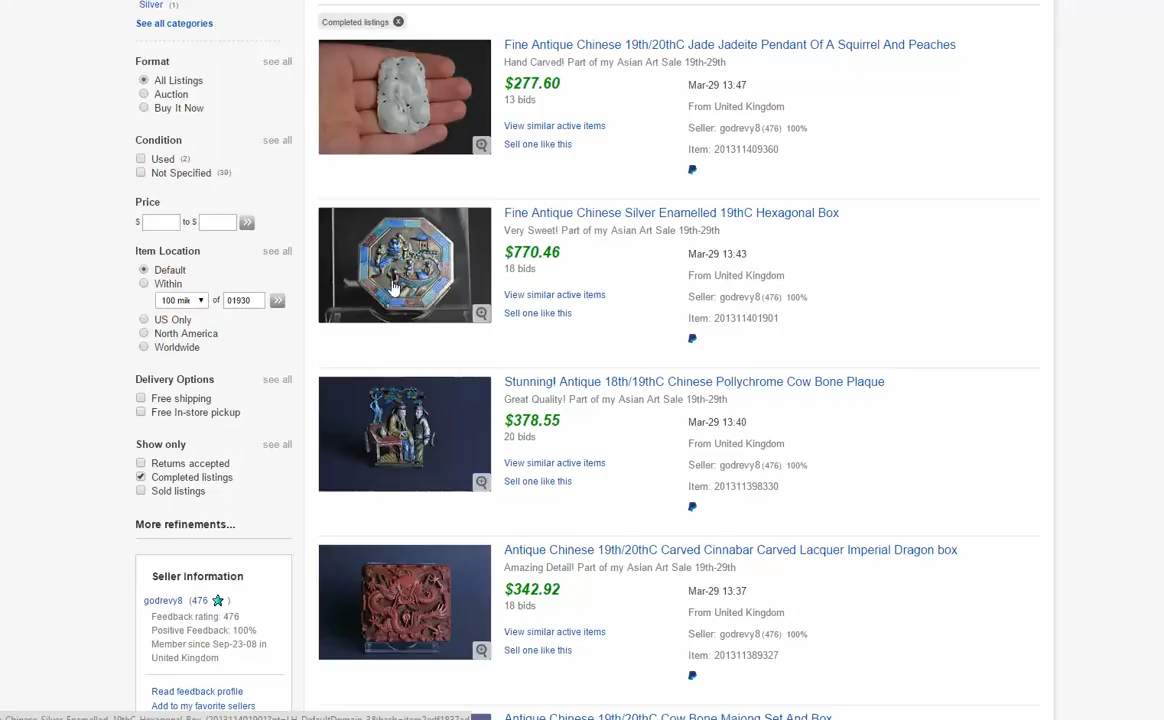 Silver (1)
See all categories
Format see all
All Listings
Auction
Buy It Now
Condition see all
Used (2)
Not Specified (39)
Price
$ to $
Item Location see all
Default
Within
100 mile of 01930
US Only
North America
Worldwide
Delivery Options see all
Free shipping
Free In-store pickup
Show only see all
Returns accepted
Completed listings
Sold listings
More refinements...
Seller Information
godrevy8 (476 )
Feedback rating: 476
Positive Feedback: 100%
Member since Sep-23-08 in
United Kingdom
Read feedback profile
Add to my favorite sellers
Completed listings
Fine Antique Chinese 19th/20thC Jade Jadeite Pendant Of A Squirrel And Peaches
Hand Carved! Part of my Asian Art Sale 19th-29th
$277.60
13 bids
View similar active items
Sell one like this
Mar-29 13:47
From United Kingdom
Seller: godrevy8 (476) 100%
Item: 201311409360
Fine Antique Chinese Silver Enamelled 19thC Hexagonal Box
Very Sweet! Part of my Asian Art Sale 19th-29th
$770.46
18 bids
View similar active items
Sell one like this
Mar-29 13:43
From United Kingdom
Seller: godrevy8 (476) 100%
Item: 201311401901
Stunning! Antique 18th/19thC Chinese Pollychrome Cow Bone Plaque
Great Quality! Part of my Asian Art Sale 19th-29th
$378.55
20 bids
View similar active items
Sell one like this
Mar-29 13:40
From United Kingdom
Seller: godrevy8 (476) 100%
Item: 201311398330
Antique Chinese 19th/20thC Carved Cinnabar Carved Lacquer Imperial Dragon box
Amazing Detail! Part of my Asian Art Sale 19th-29th
$342.92
18 bids
View similar active items
Sell one like this
Mar-29 13:37
From United Kingdom
Seller: godrevy8 (476) 100%
Item: 201311389327
Antique Chinese 19th/20thC Cow Bone Majong Set And Box